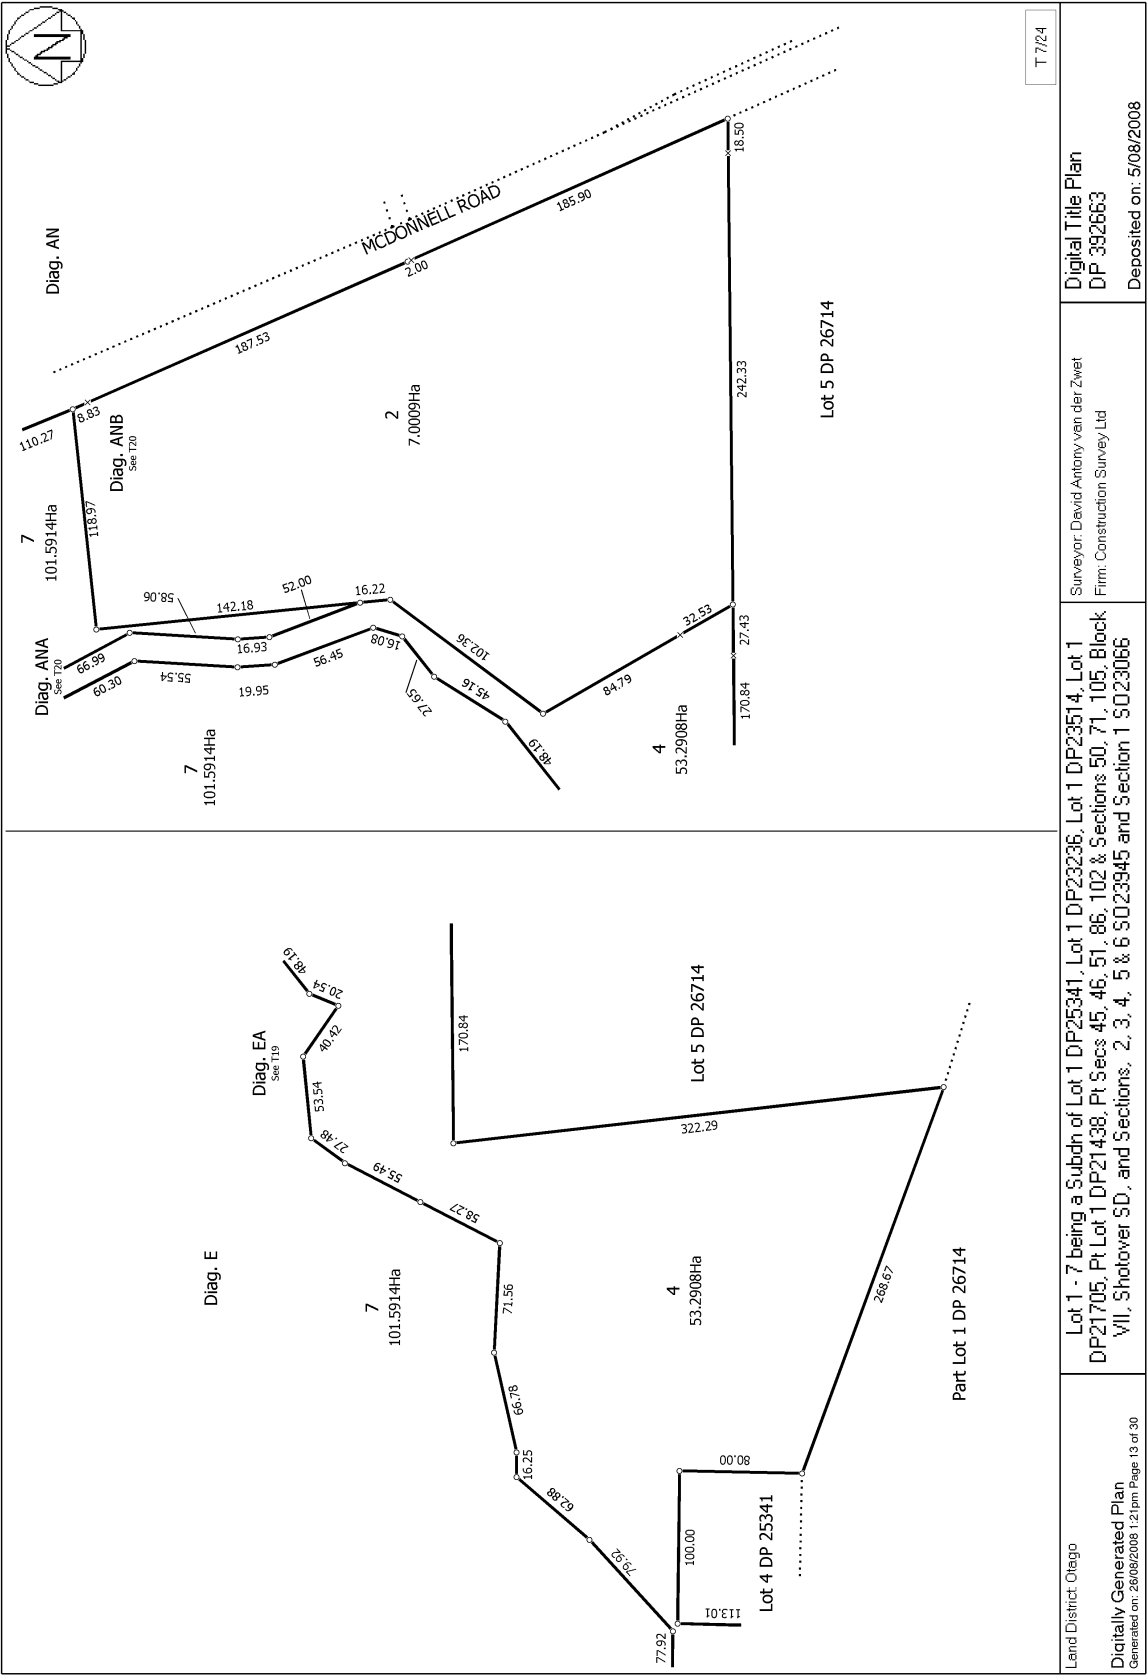 N
T 7/24
Diag. E
Diag. EA
See T19
48.19
20.54
40.42
53.54
27.48
55.49
58.27
71.56
66.78
16.25
62.88
79.92
77.92
113.01
100.00
80.00
268.67
322.29
170.84
7
101.5914Ha
4
53.2908Ha
Lot 5 DP 26714
Lot 4 DP 25341
Part Lot 1 DP 26714
Diag. AN
Diag. ANA
See T20
Diag. ANB
See T20
7
101.5914Ha
7
101.5914Ha
110.27
8.83
187.53
2.00
185.90
18.50
MCDONNELL ROAD
118.97
58.06
142.18
52.00
16.22
66.99
16.93
60.30
55.54
19.95
56.45
16.08
27.65
45.16
48.19
102.36
84.79
32.53
27.43
170.84
242.33
2
7.0009Ha
4
53.2908Ha
Lot 5 DP 26714
Land District: Otago
Digitally Generated Plan
Generated on: 26/08/2008 1:21pm Page 13 of 30
Lot 1 - 7 being a Subdn of Lot 1 DP25341, Lot 1 DP23236, Lot 1 DP23514, Lot 1
DP21705, Pt Lot 1 DP21438, Pt Secs 45, 46, 51, 86, 102 & Sections 50, 71, 105, Block
VII, Shotover SD, and Sections, 2, 3, 4, 5 & 6 SO23945 and Section 1 SO23066
Surveyor: David Antony van der Zwet
Firm: Construction Survey Ltd
Digital Title Plan
DP 392663
Deposited on: 5/08/2008